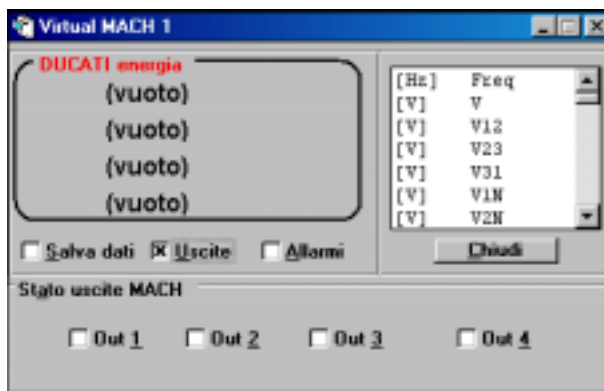 Virtual MACH 1
DUCATI energia
(vuoto)
(vuoto)
(vuoto)
(vuoto)
[Hz] Freq
[V] V
[V] V12
[V] V23
[V] V31
[V] V1N
[V] V2N
Salva dati Uscite Allarmi
Chiudi
Stato uscite MACH
Out 1 Out 2 Out 3 Out 4